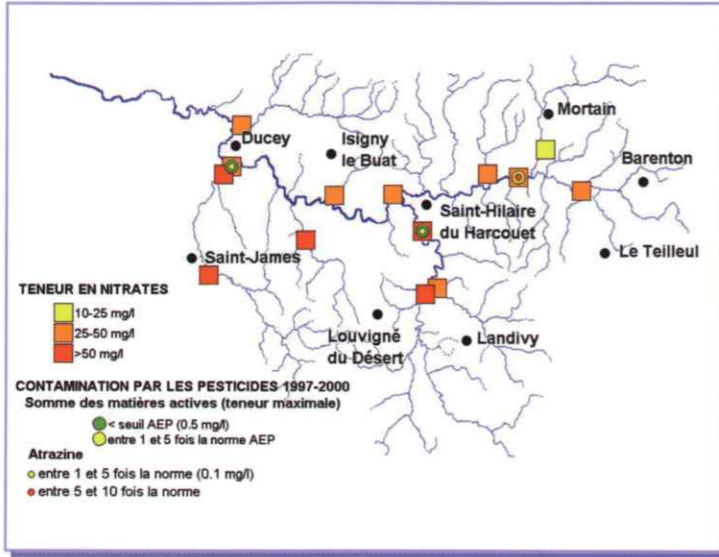 Mortain
Ducey
Isigny
le Buat
Barenton
Saint-Hilaire
du Harcouet
Saint-James
Le Teilleul
TENEUR EN NITRATES
10-25 mg/l
25-50 mg/l
>50 mg/l
Louvigné
du Désert
Landivy
CONTAMINATION PAR LES PESTICIDES 1997-2000
Somme des matières actives (teneur maximale)
< seuil AEP (0.5 mg/l)
entre 1 et 5 fois la norme AEP
Atrazine
entre 1 et 5 fois la norme (0.1 mg/l)
entre 5 et 10 fois la norme